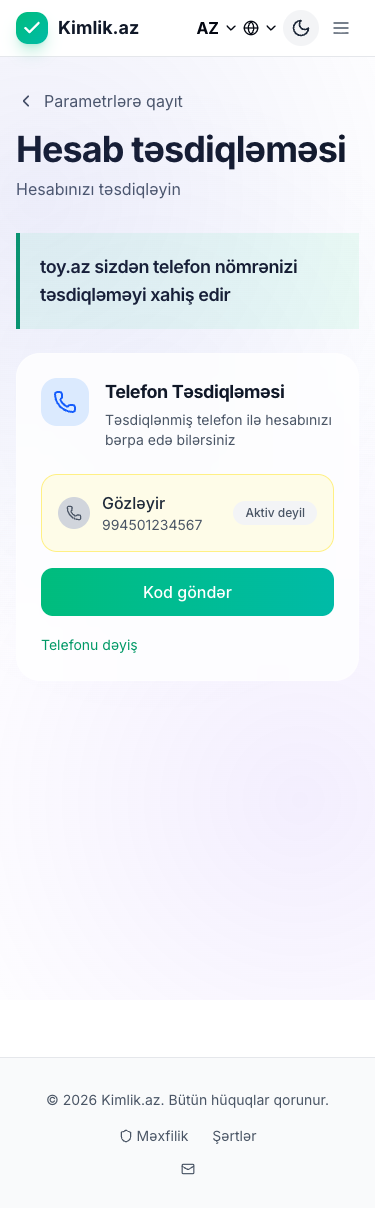 Kimlik.az
AZ
Parametrlərə qayıt
Hesab təsdiqləməsi
Hesabınızı təsdiqləyin
toy.az sizdən telefon nömrənizi
təsdiqləməyi xahiş edir
Telefon Təsdiqləməsi
Təsdiqlənmiş telefon ilə hesabınızı
bərpa edə bilərsiniz
Gözləyir
994501234567
Aktiv deyil
Kod göndər
Telefonu dəyiş
© 2026 Kimlik.az. Bütün hüquqlar qorunur.
Məxfilik
Şərtlər